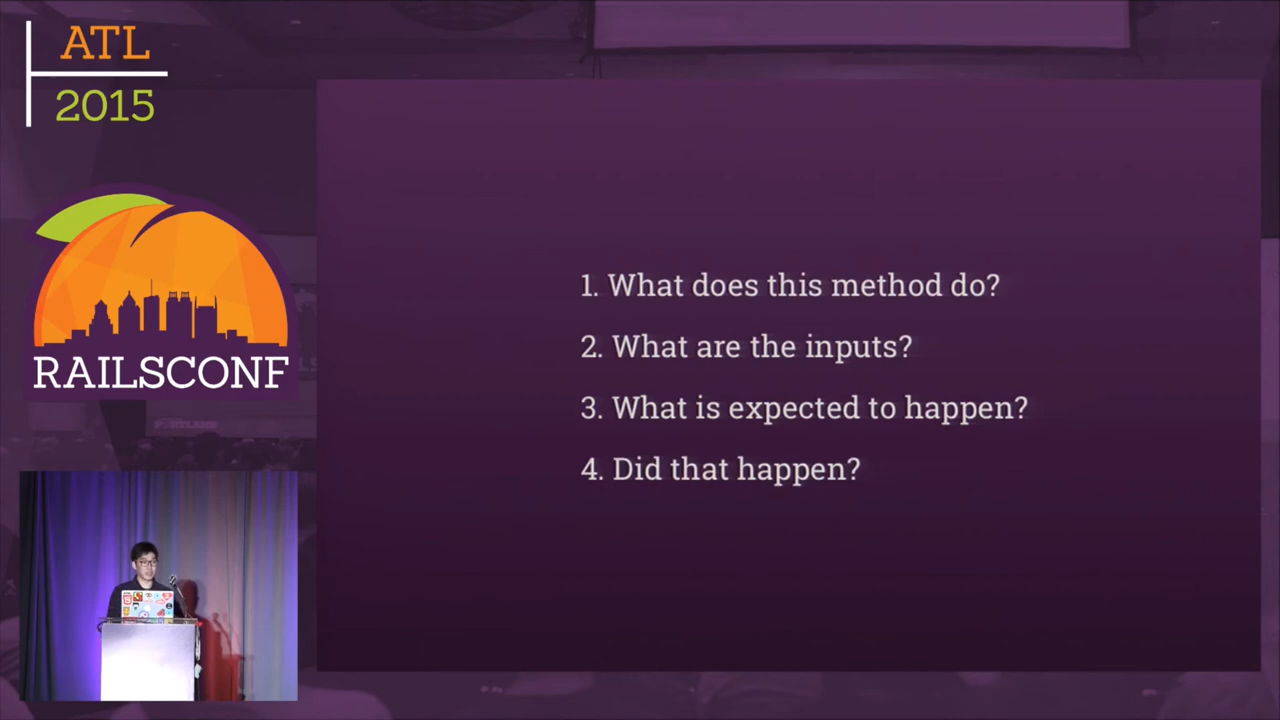 ATL
2015
RAILSCONF
1. What does this method do?
2. What are the inputs?
3. What is expected to happen?
4. Did that happen?